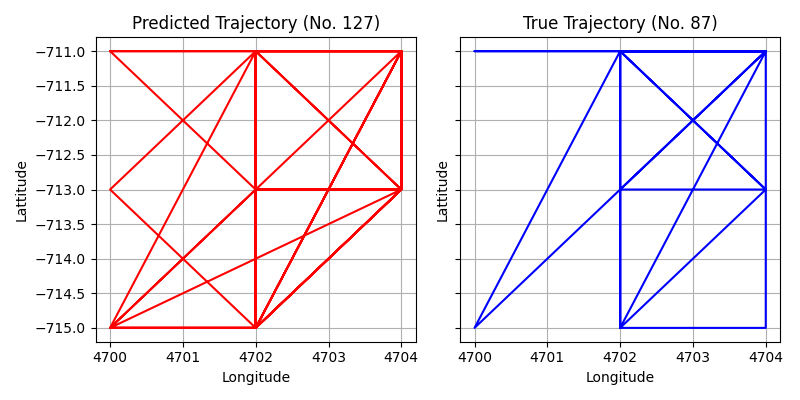 Predicted Trajectory (No. 127)
−711.0
−711.5
−712.0
−712.5
−713.0
−713.5
−714.0
−714.5
−715.0
Lattitude
4700 4701 4702 4703 4704
Longitude
True Trajectory (No. 87)
Lattitude
4700 4701 4702 4703 4704
Longitude